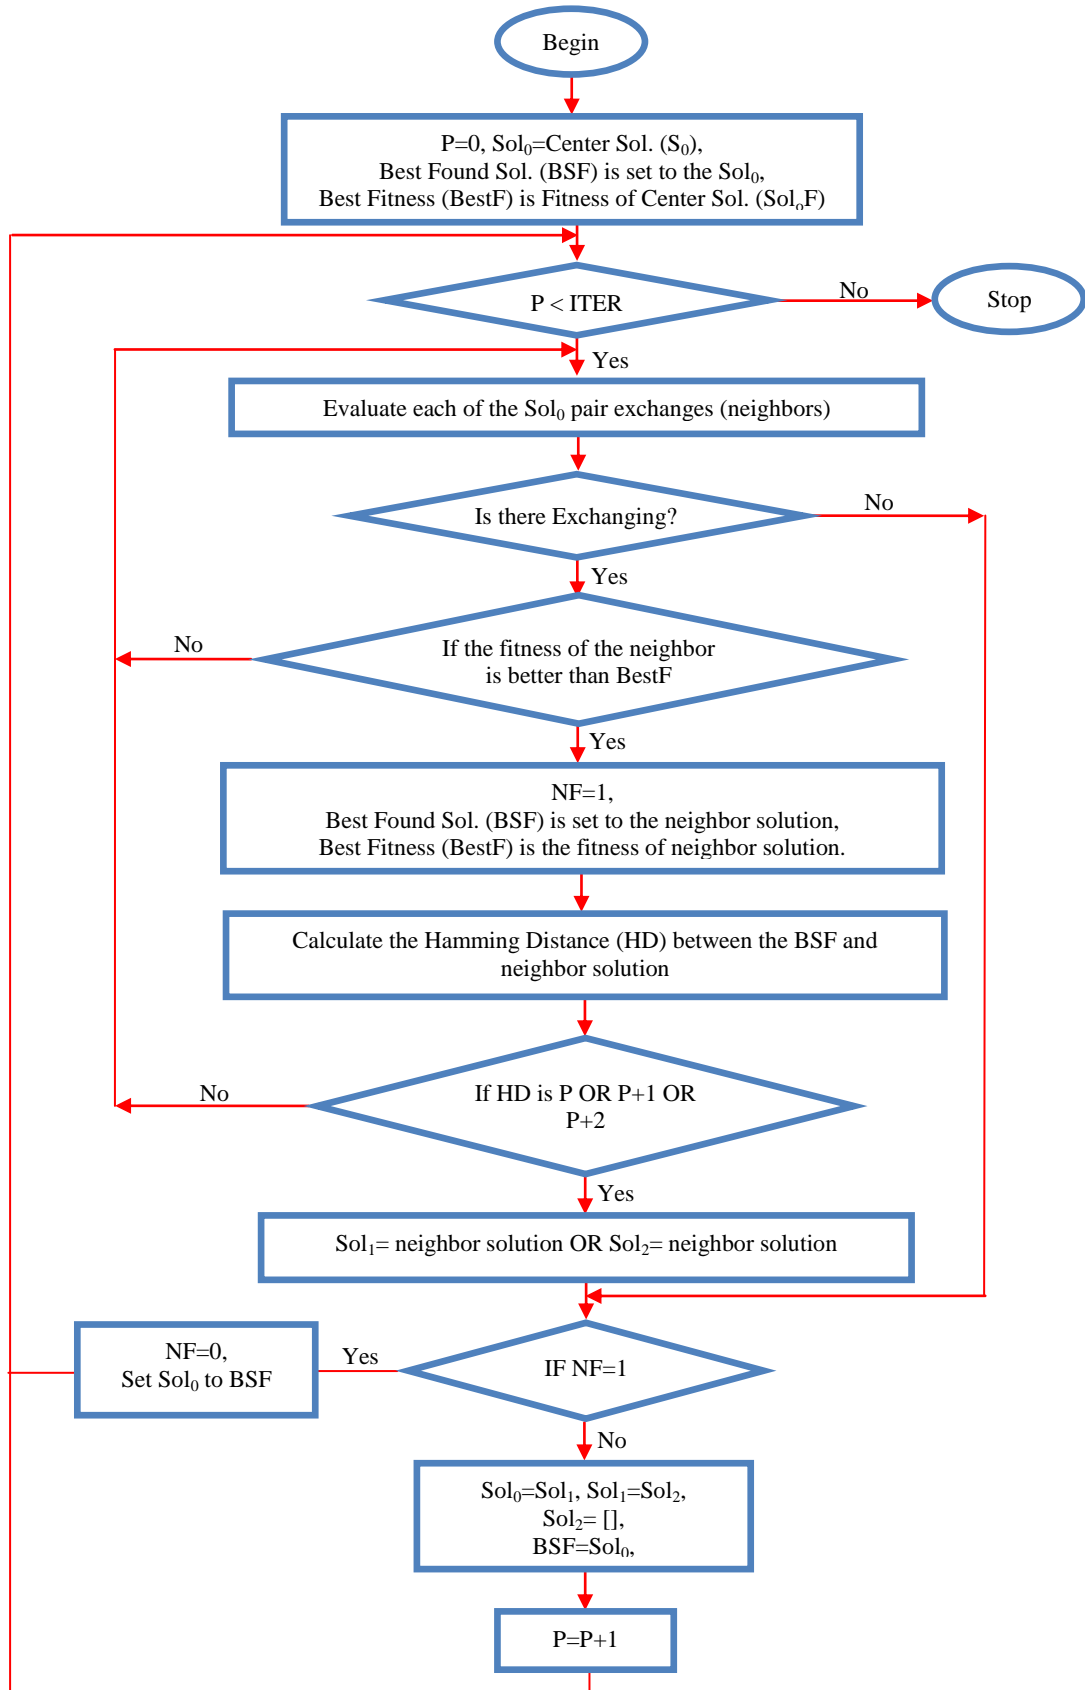 Begin
P=0, Sol₀=Center Sol. (S₀),
Best Found Sol. (BSF) is set to the Sol₀,
Best Fitness (BestF) is Fitness of Center Sol. (SolₒF)
P < ITER
No
Stop
Yes
Evaluate each of the Sol₀ pair exchanges (neighbors)
Is there Exchanging?
No
Yes
If the fitness of the neighbor
is better than BestF
No
Yes
NF=1,
Best Found Sol. (BSF) is set to the neighbor solution,
Best Fitness (BestF) is the fitness of neighbor solution.
Calculate the Hamming Distance (HD) between the BSF and
neighbor solution
If HD is P OR P+1 OR
P+2
No
Yes
Sol₁= neighbor solution OR Sol₂= neighbor solution
IF NF=1
Yes
NF=0,
Set Sol₀ to BSF
No
Sol₀=Sol₁, Sol₁=Sol₂,
Sol₂= [],
BSF=Sol₀,
P=P+1